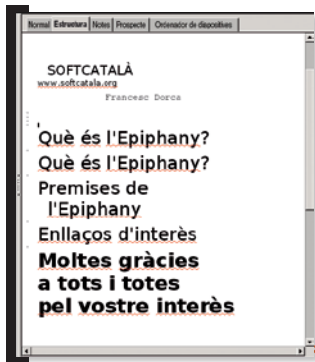 Normal Estructura Notes Prospecte Ordenador de diapositives
SOFTCATALÀ
www.softcatala.org
Francesc Dorca
Què és l'Epiphany?
Què és l'Epiphany?
Premises de
l'Epiphany
Enllaços d'interès
Moltes gràcies
a tots i totes
pel vostre interès